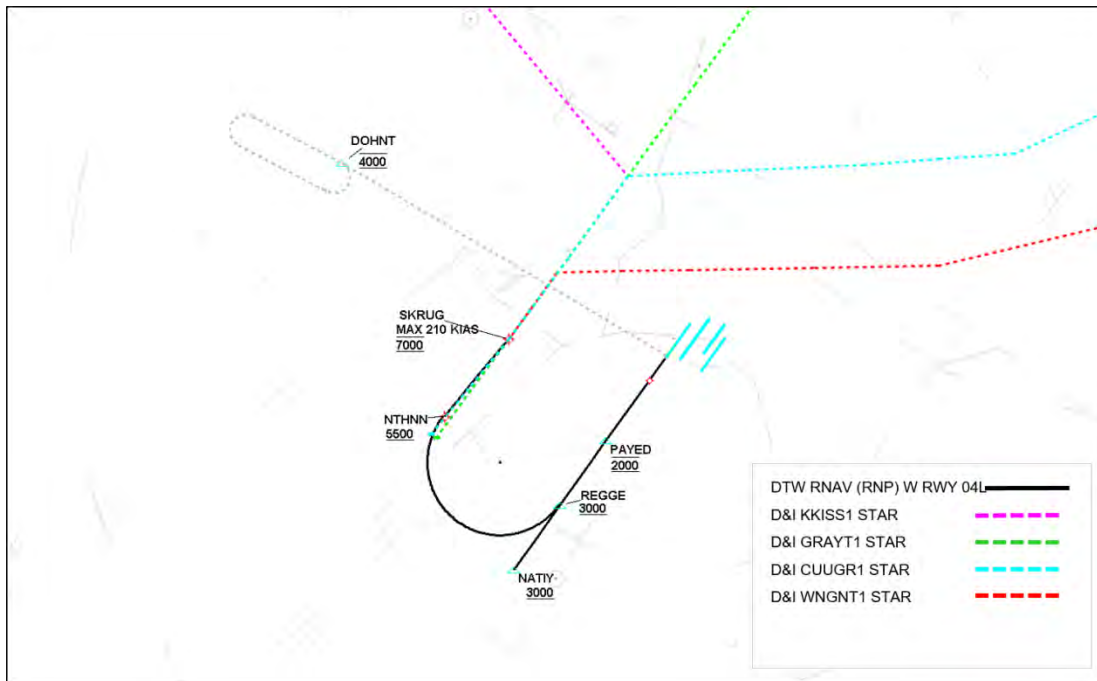 DOHNT
4000
SKRUG
MAX 210 KIAS
7000
NTHNN
5500
PAYED
2000
REGGE
3000
NATIY
3000
DTW RNAV (RNP) W RWY 04L
D&I KKISS1 STAR
D&I GRAYT1 STAR
D&I CUUGR1 STAR
D&I WNGNT1 STAR